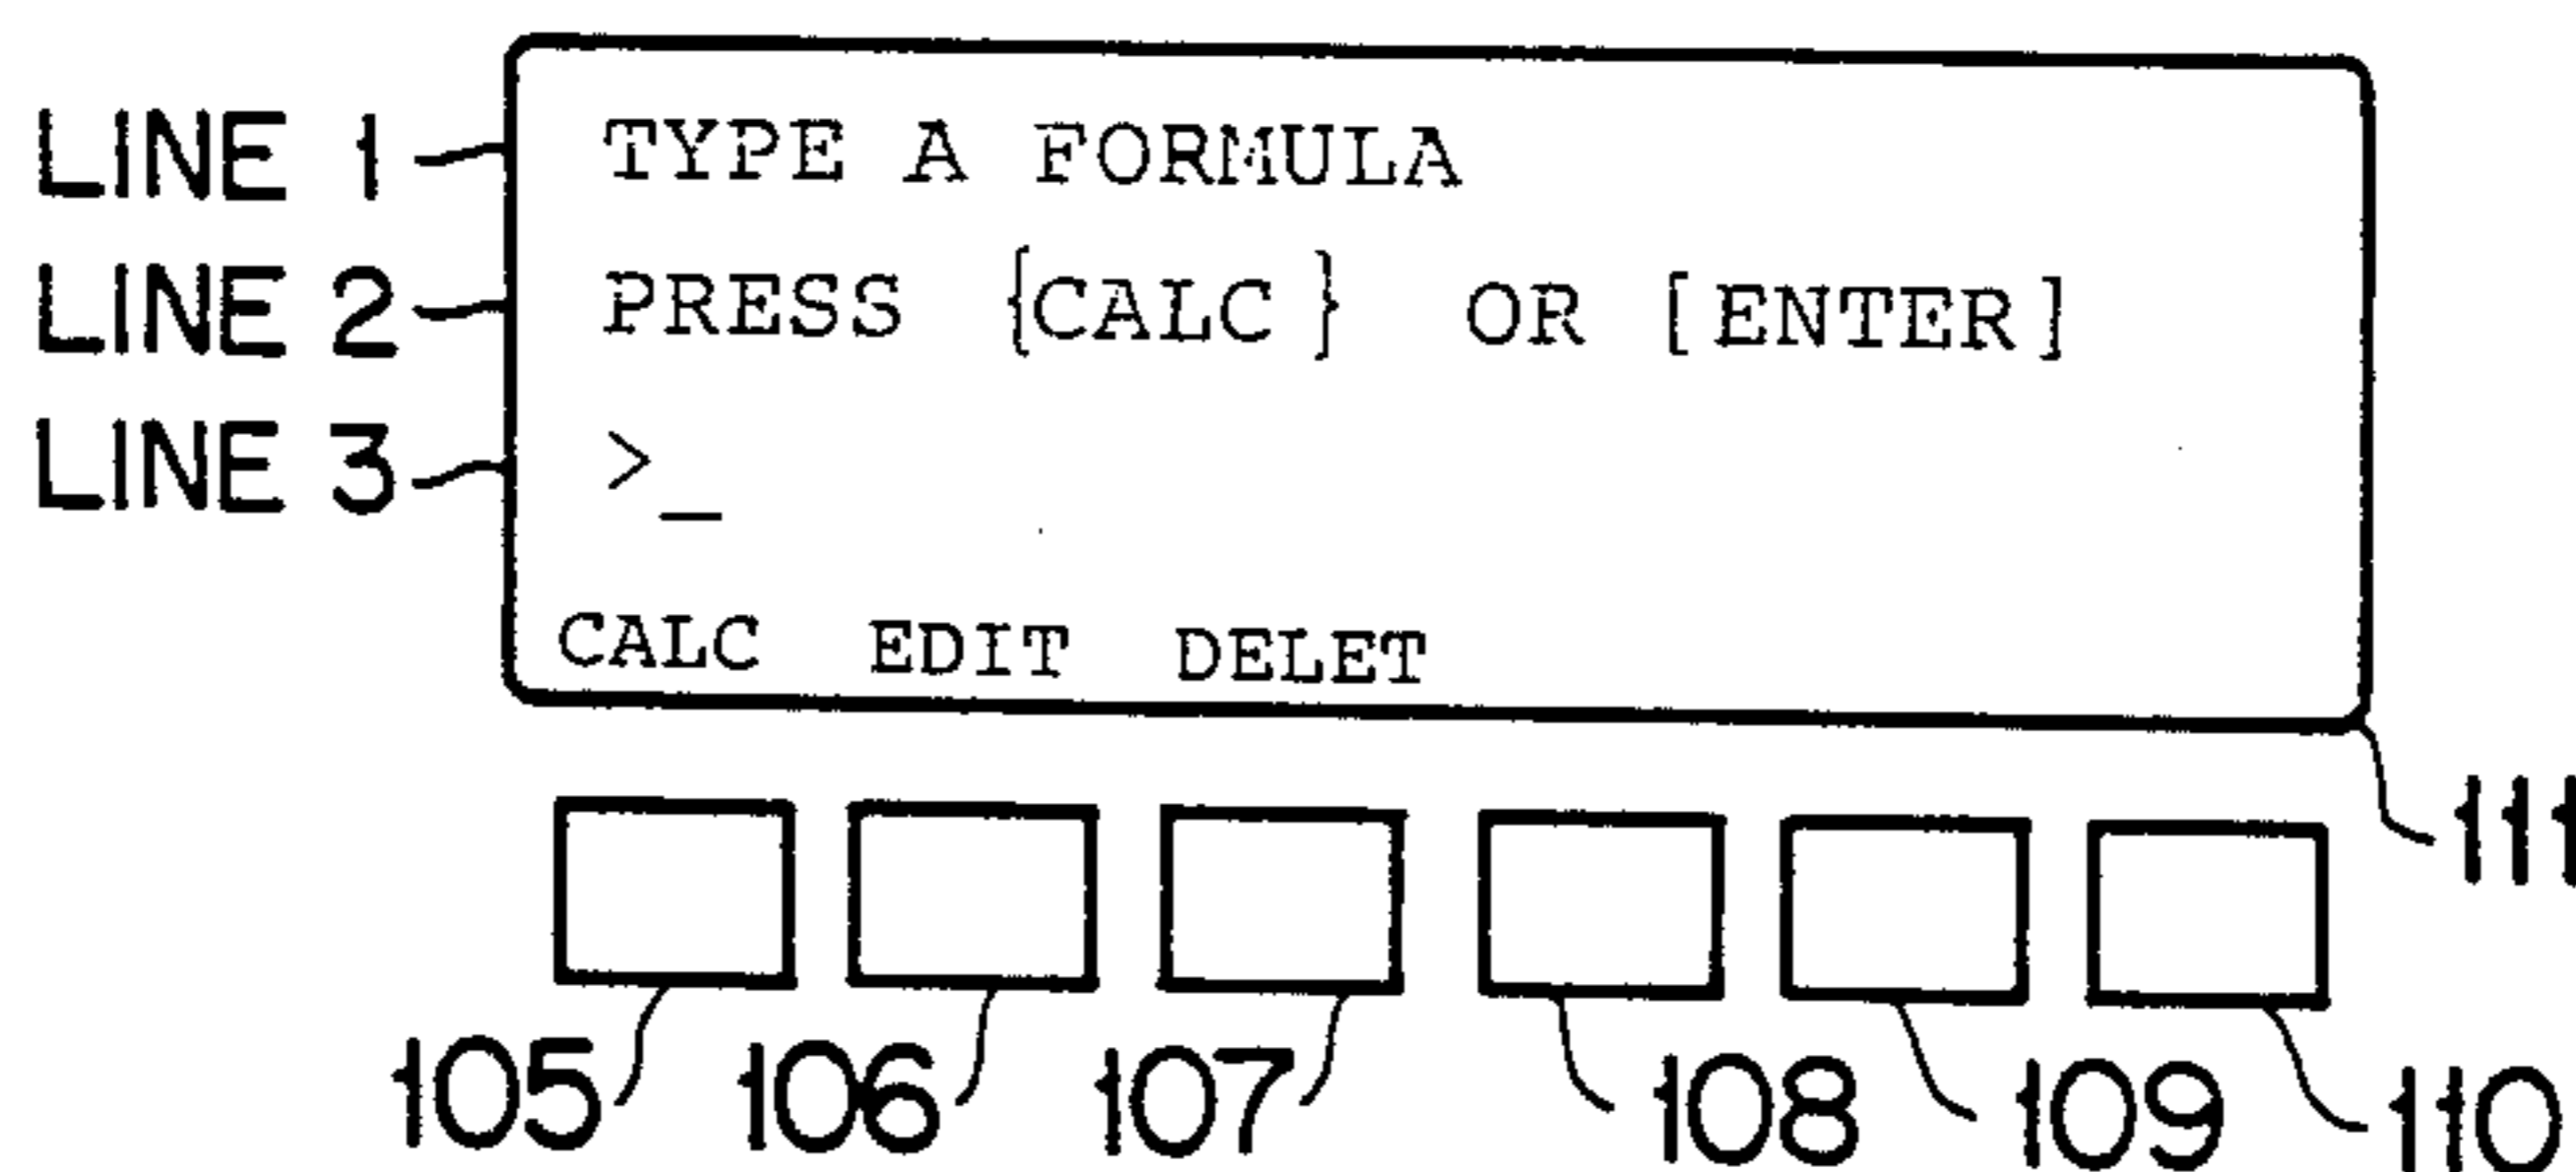 LINE 1 TYPE A FORMULA
LINE 2 PRESS {CALC} OR [ENTER]
LINE 3 >_
CALC EDIT DELET
111
105 106 107 108 109 110